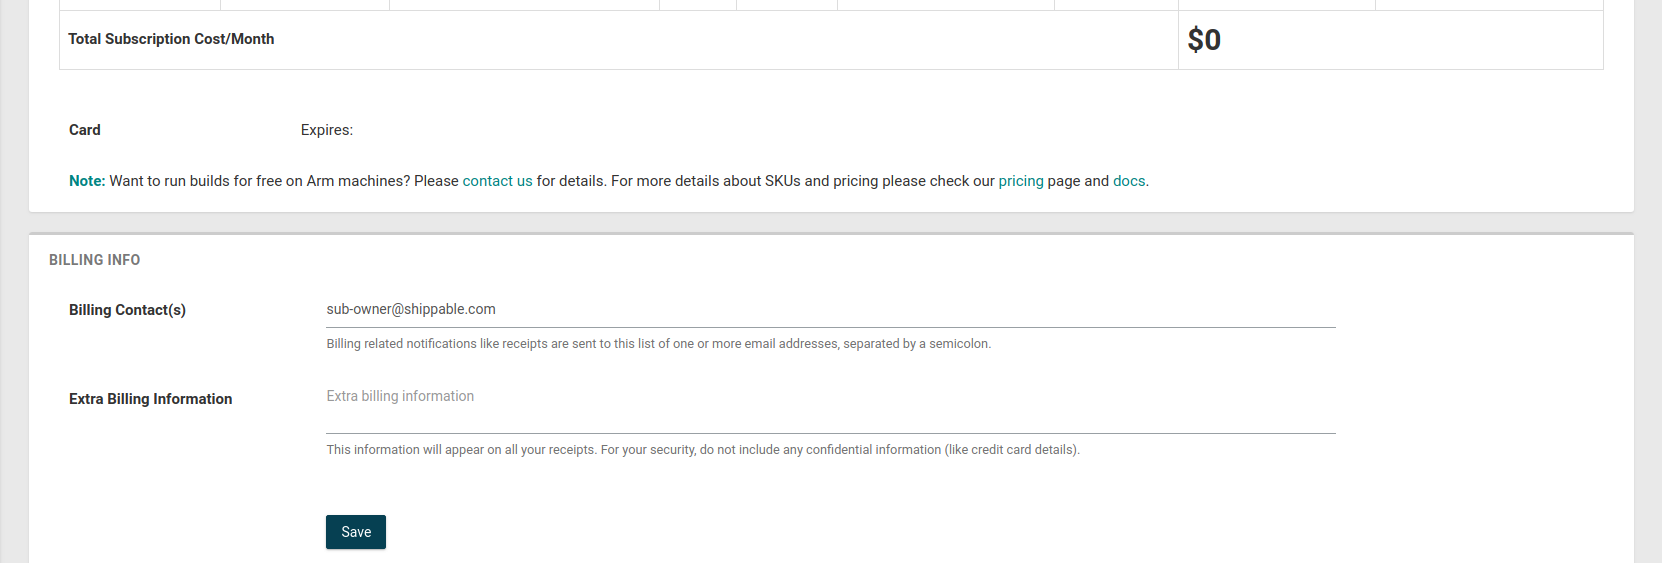 Total Subscription Cost/Month $0
Card Expires:
Note: Want to run builds for free on Arm machines? Please contact us for details. For more details about SKUs and pricing please check our pricing page and docs.
BILLING INFO
Billing Contact(s) sub-owner@shippable.com
Billing related notifications like receipts are sent to this list of one or more email addresses, separated by a semicolon.
Extra Billing Information Extra billing information
This information will appear on all your receipts. For your security, do not include any confidential information (like credit card details).
Save